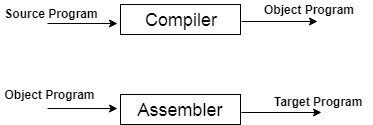 Source Program
Compiler
Object Program
Object Program
Assembler
Target Program